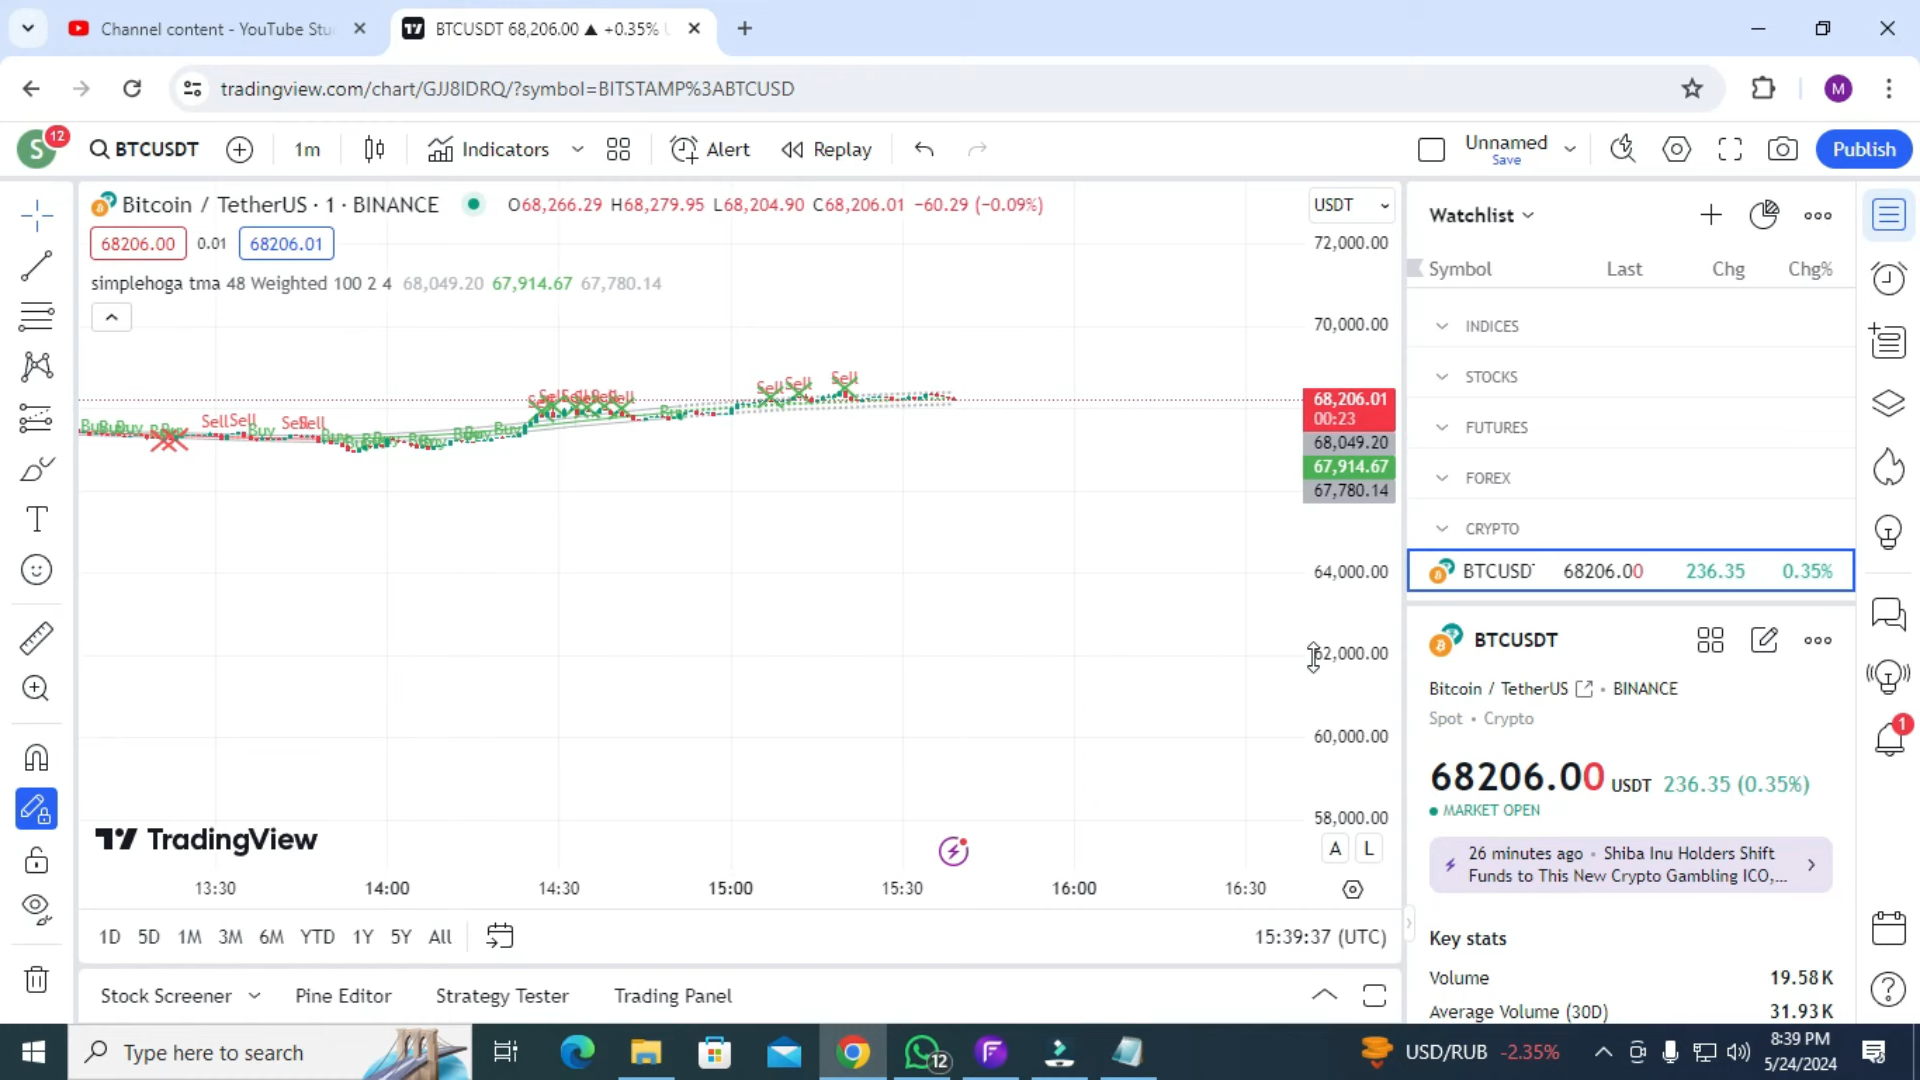 Channel content - YouTube Stu
BTCUSDT 68,206.00 ▲ +0.35% U
tradingview.com/chart/GJJ8IDRQ/?symbol=BITSTAMP%3ABTCUSD
M
S
12
BTCUSDT
1m
Indicators
Alert
Replay
Unnamed
Save
Publish
Bitcoin / TetherUS · 1 · BINANCE
O68,266.29 H68,279.95 L68,204.90 C68,206.01 −60.29 (−0.09%)
68206.00
0.01
68206.01
simplehoga tma 48 Weighted 100 2 4 68,049.20 67,914.67 67,780.14
USDT
72,000.00
70,000.00
68,206.01
00:23
68,049.20
67,914.67
67,780.14
64,000.00
62,000.00
60,000.00
58,000.00
A
L
Sell
Sell
Sell
Sell
Sell
Buy
Buy
Buy
TradingView
13:30
14:00
14:30
15:00
15:30
16:00
16:30
1D
5D
1M
3M
6M
YTD
1Y
5Y
All
15:39:37 (UTC)
Stock Screener
Pine Editor
Strategy Tester
Trading Panel
Watchlist
Symbol
Last
Chg
Chg%
INDICES
STOCKS
FUTURES
FOREX
CRYPTO
BTCUSD
68206.00
236.35
0.35%
BTCUSDT
Bitcoin / TetherUS • BINANCE
Spot • Crypto
68206.00 USDT 236.35 (0.35%)
MARKET OPEN
26 minutes ago • Shiba Inu Holders Shift
Funds to This New Crypto Gambling ICO,...
Key stats
Volume
19.58K
Average Volume (30D)
31.93K
1
Type here to search
12
USD/RUB
-2.35%
8:39 PM
5/24/2024